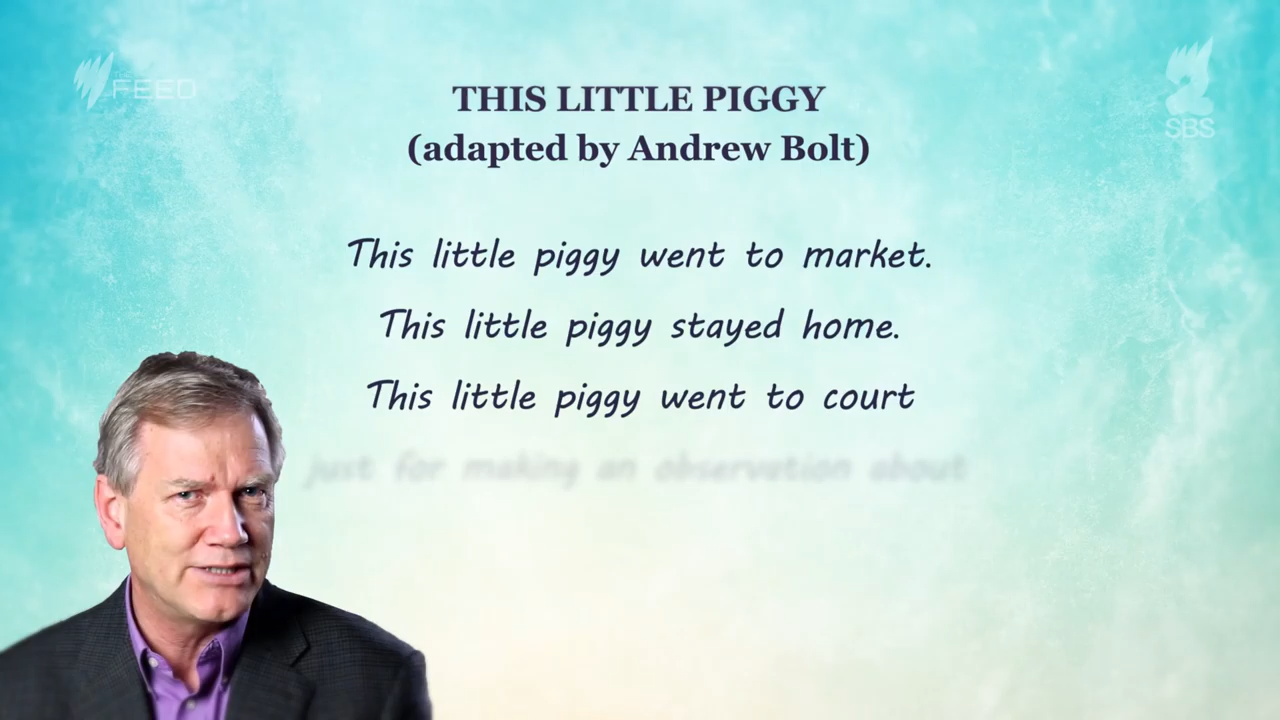 THE FEED
SBS
THIS LITTLE PIGGY
(adapted by Andrew Bolt)
This little piggy went to market.
This little piggy stayed home.
This little piggy went to court
just for making an observation about